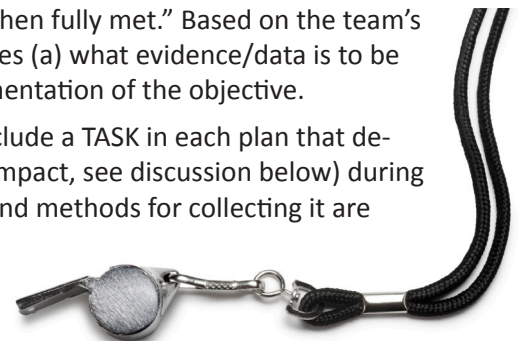 hen fully met.” Based on the team’s
es (a) what evidence/data is to be
nentation of the objective.
clude a TASK in each plan that de-
mpact, see discussion below) during
nd methods for collecting it are